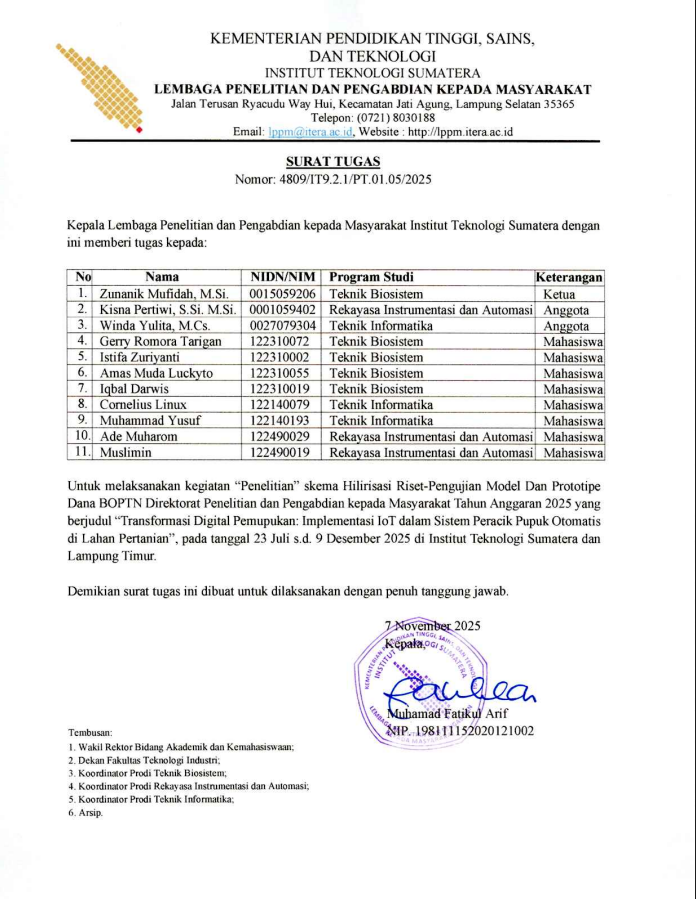 KEMENTERIAN PENDIDIKAN TINGGI, SAINS,
DAN TEKNOLOGI
INSTITUT TEKNOLOGI SUMATERA
LEMBAGA PENELITIAN DAN PENGABDIAN KEPADA MASYARAKAT
Jalan Terusan Ryacudu Way Hui, Kecamatan Jati Agung, Lampung Selatan 35365
Telepon: (0721) 8030188
Email: lppm@itera.ac.id, Website : http://lppm.itera.ac.id
SURAT TUGAS
Nomor: 4809/IT9.2.1/PT.01.05/2025
Kepala Lembaga Penelitian dan Pengabdian kepada Masyarakat Institut Teknologi Sumatera dengan
ini memberi tugas kepada:
No Nama NIDN/NIM Program Studi Keterangan
1. Zunanik Mufidah, M.Si. 0015059206 Teknik Biosistem Ketua
2. Kisna Pertiwi, S.Si. M.Si. 0001059402 Rekayasa Instrumentasi dan Automasi Anggota
3. Winda Yulita, M.Cs. 0027079304 Teknik Informatika Anggota
4. Gerry Romora Tarigan 122310072 Teknik Biosistem Mahasiswa
5. Istifa Zuriyanti 122310002 Teknik Biosistem Mahasiswa
6. Amas Muda Luckyto 122310055 Teknik Biosistem Mahasiswa
7. Iqbal Darwis 122310019 Teknik Biosistem Mahasiswa
8. Cornelius Linux 122140079 Teknik Informatika Mahasiswa
9. Muhammad Yusuf 122140193 Teknik Informatika Mahasiswa
10. Ade Muharom 122490029 Rekayasa Instrumentasi dan Automasi Mahasiswa
11. Muslimin 122490019 Rekayasa Instrumentasi dan Automasi Mahasiswa
Untuk melaksanakan kegiatan “Penelitian” skema Hilirisasi Riset-Pengujian Model Dan Prototipe
Dana BOPTN Direktorat Penelitian dan Pengabdian kepada Masyarakat Tahun Anggaran 2025 yang
berjudul “Transformasi Digital Pemupukan: Implementasi IoT dalam Sistem Peracik Pupuk Otomatis
di Lahan Pertanian”, pada tanggal 23 Juli s.d. 9 Desember 2025 di Institut Teknologi Sumatera dan
Lampung Timur.
Demikian surat tugas ini dibuat untuk dilaksanakan dengan penuh tanggung jawab.
7 November 2025
Kepala,
Muhamad Fatikul Arif
NIP. 198111152020121002
Tembusan:
1. Wakil Rektor Bidang Akademik dan Kemahasiswaan;
2. Dekan Fakultas Teknologi Industri;
3. Koordinator Prodi Teknik Biosistem;
4. Koordinator Prodi Rekayasa Instrumentasi dan Automasi;
5. Koordinator Prodi Teknik Informatika;
6. Arsip.